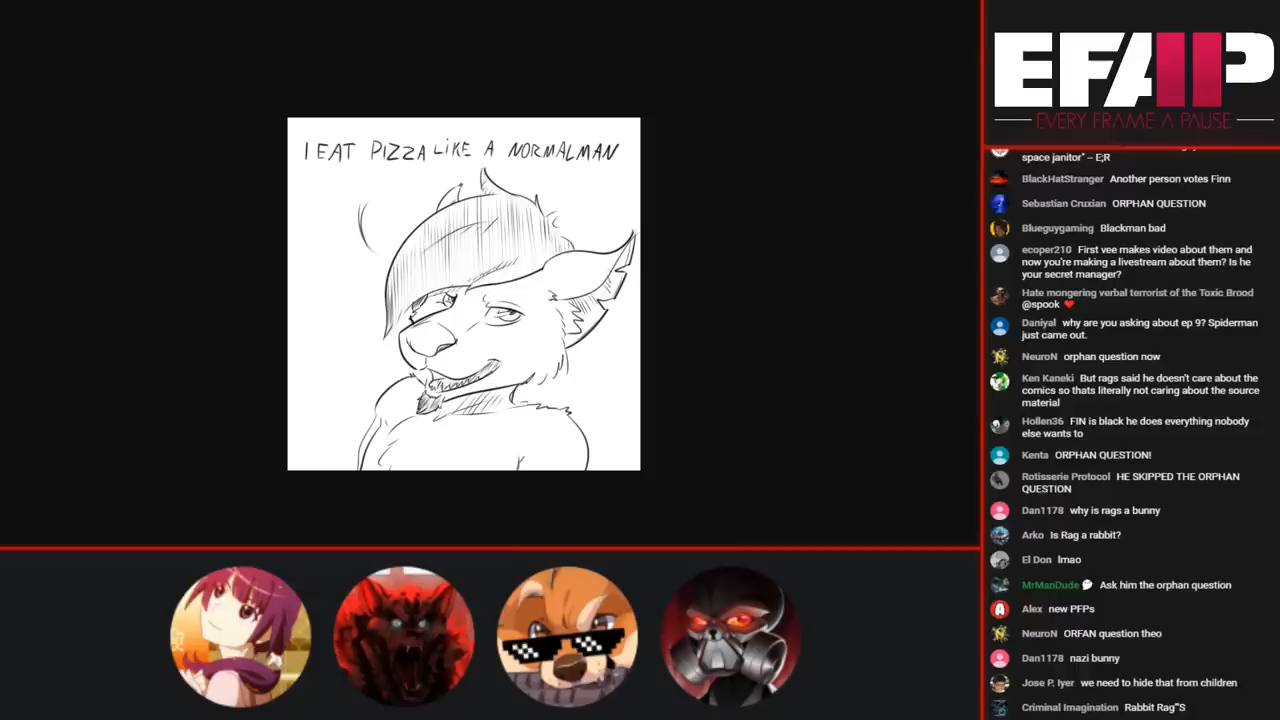 I EAT PIZZA LIKE A NORMALMAN
EFAP
EVERY FRAME A PAUSE
space janitor" – E;R
BlackHatStranger Another person votes Finn
Sebastian Cruxian ORPHAN QUESTION
Blueguygaming Blackman bad
ecoper210 First vee makes video about them and
now you're making a livestream about them? Is he
your secret manager?
Hate mongering verbal terrorist of the Toxic Brood
@spook ❤
Daniyal why are you asking about ep 9? Spiderman
just came out.
NeuroN orphan question now
Ken Kaneki But rags said he doesn't care about the
comics so thats literally not caring about the source
material
Hollen36 FIN is black he does everything nobody
else wants to
Kenta ORPHAN QUESTION!
Rotisserie Protocol HE SKIPPED THE ORPHAN
QUESTION
Dan1178 why is rags a bunny
Arko Is Rag a rabbit?
El Don lmao
MrManDude Ask him the orphan question
Alex new PFPs
NeuroN ORFAN question theo
Dan1178 nazi bunny
Jose P. Iyer we need to hide that from children
Criminal Imagination Rabbit Rag"S